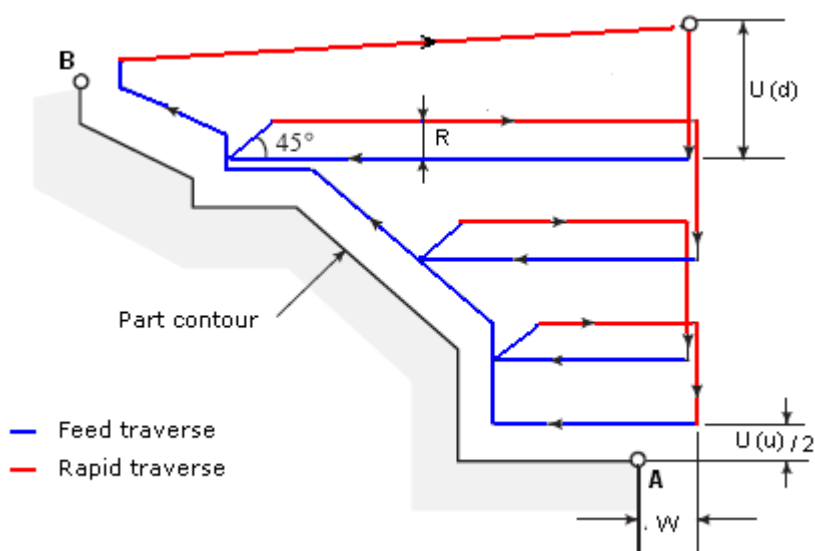 B
U(d)
45°
R
Part contour
Feed traverse
Rapid traverse
U(u)/2
A
W